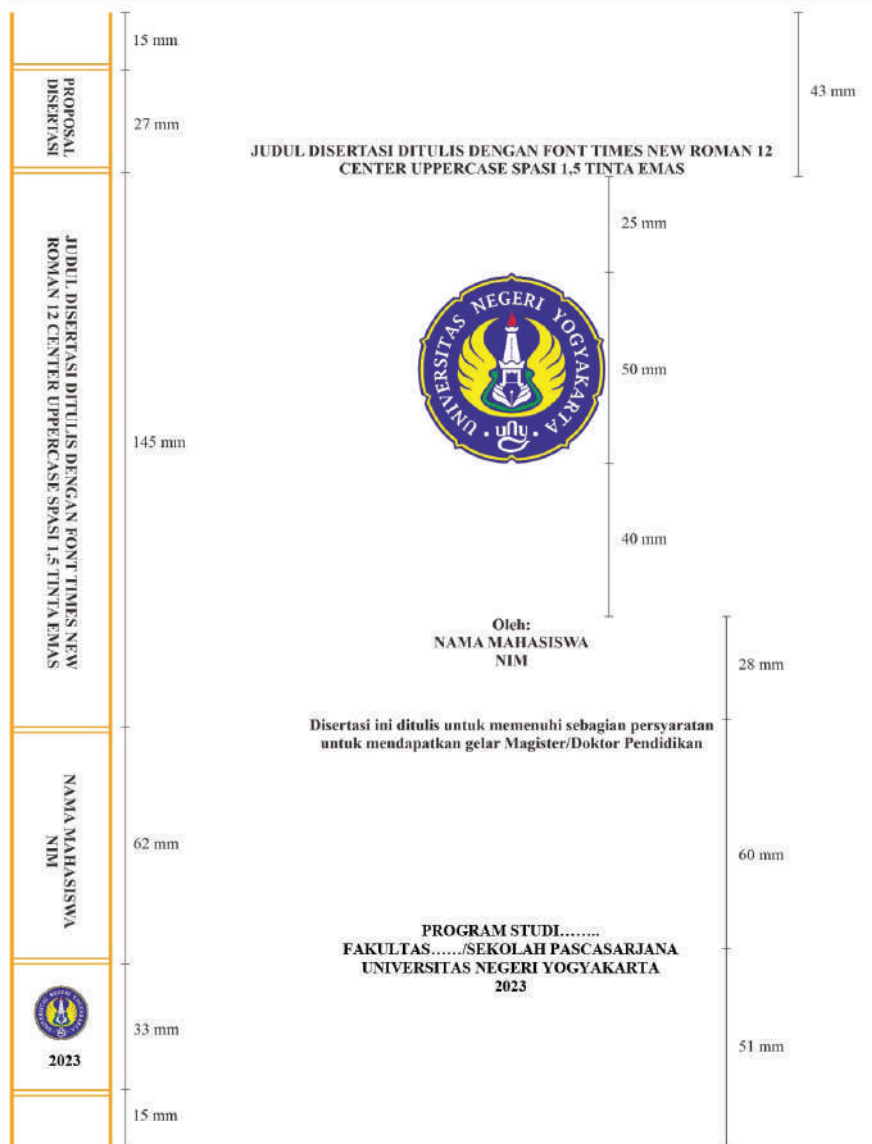 15 mm
PROPOSAL
DISERTASI
27 mm
JUDUL DISERTASI DITULIS DENGAN FONT TIMES NEW
ROMAN 12 CENTER UPPERCASE SPASI 1,5 TINTA EMAS
145 mm
NAMA MAHASISWA
NIM
62 mm
UNIVERSITAS NEGERI YOGYAKARTA
2023
33 mm
15 mm
43 mm
JUDUL DISERTASI DITULIS DENGAN FONT TIMES NEW ROMAN 12
CENTER UPPERCASE SPASI 1,5 TINTA EMAS
25 mm
UNIVERSITAS NEGERI YOGYAKARTA
uny
50 mm
40 mm
Oleh:
NAMA MAHASISWA
NIM
28 mm
Disertasi ini ditulis untuk memenuhi sebagian persyaratan
untuk mendapatkan gelar Magister/Doktor Pendidikan
60 mm
PROGRAM STUDI........
FAKULTAS....../SEKOLAH PASCASARJANA
UNIVERSITAS NEGERI YOGYAKARTA
2023
51 mm